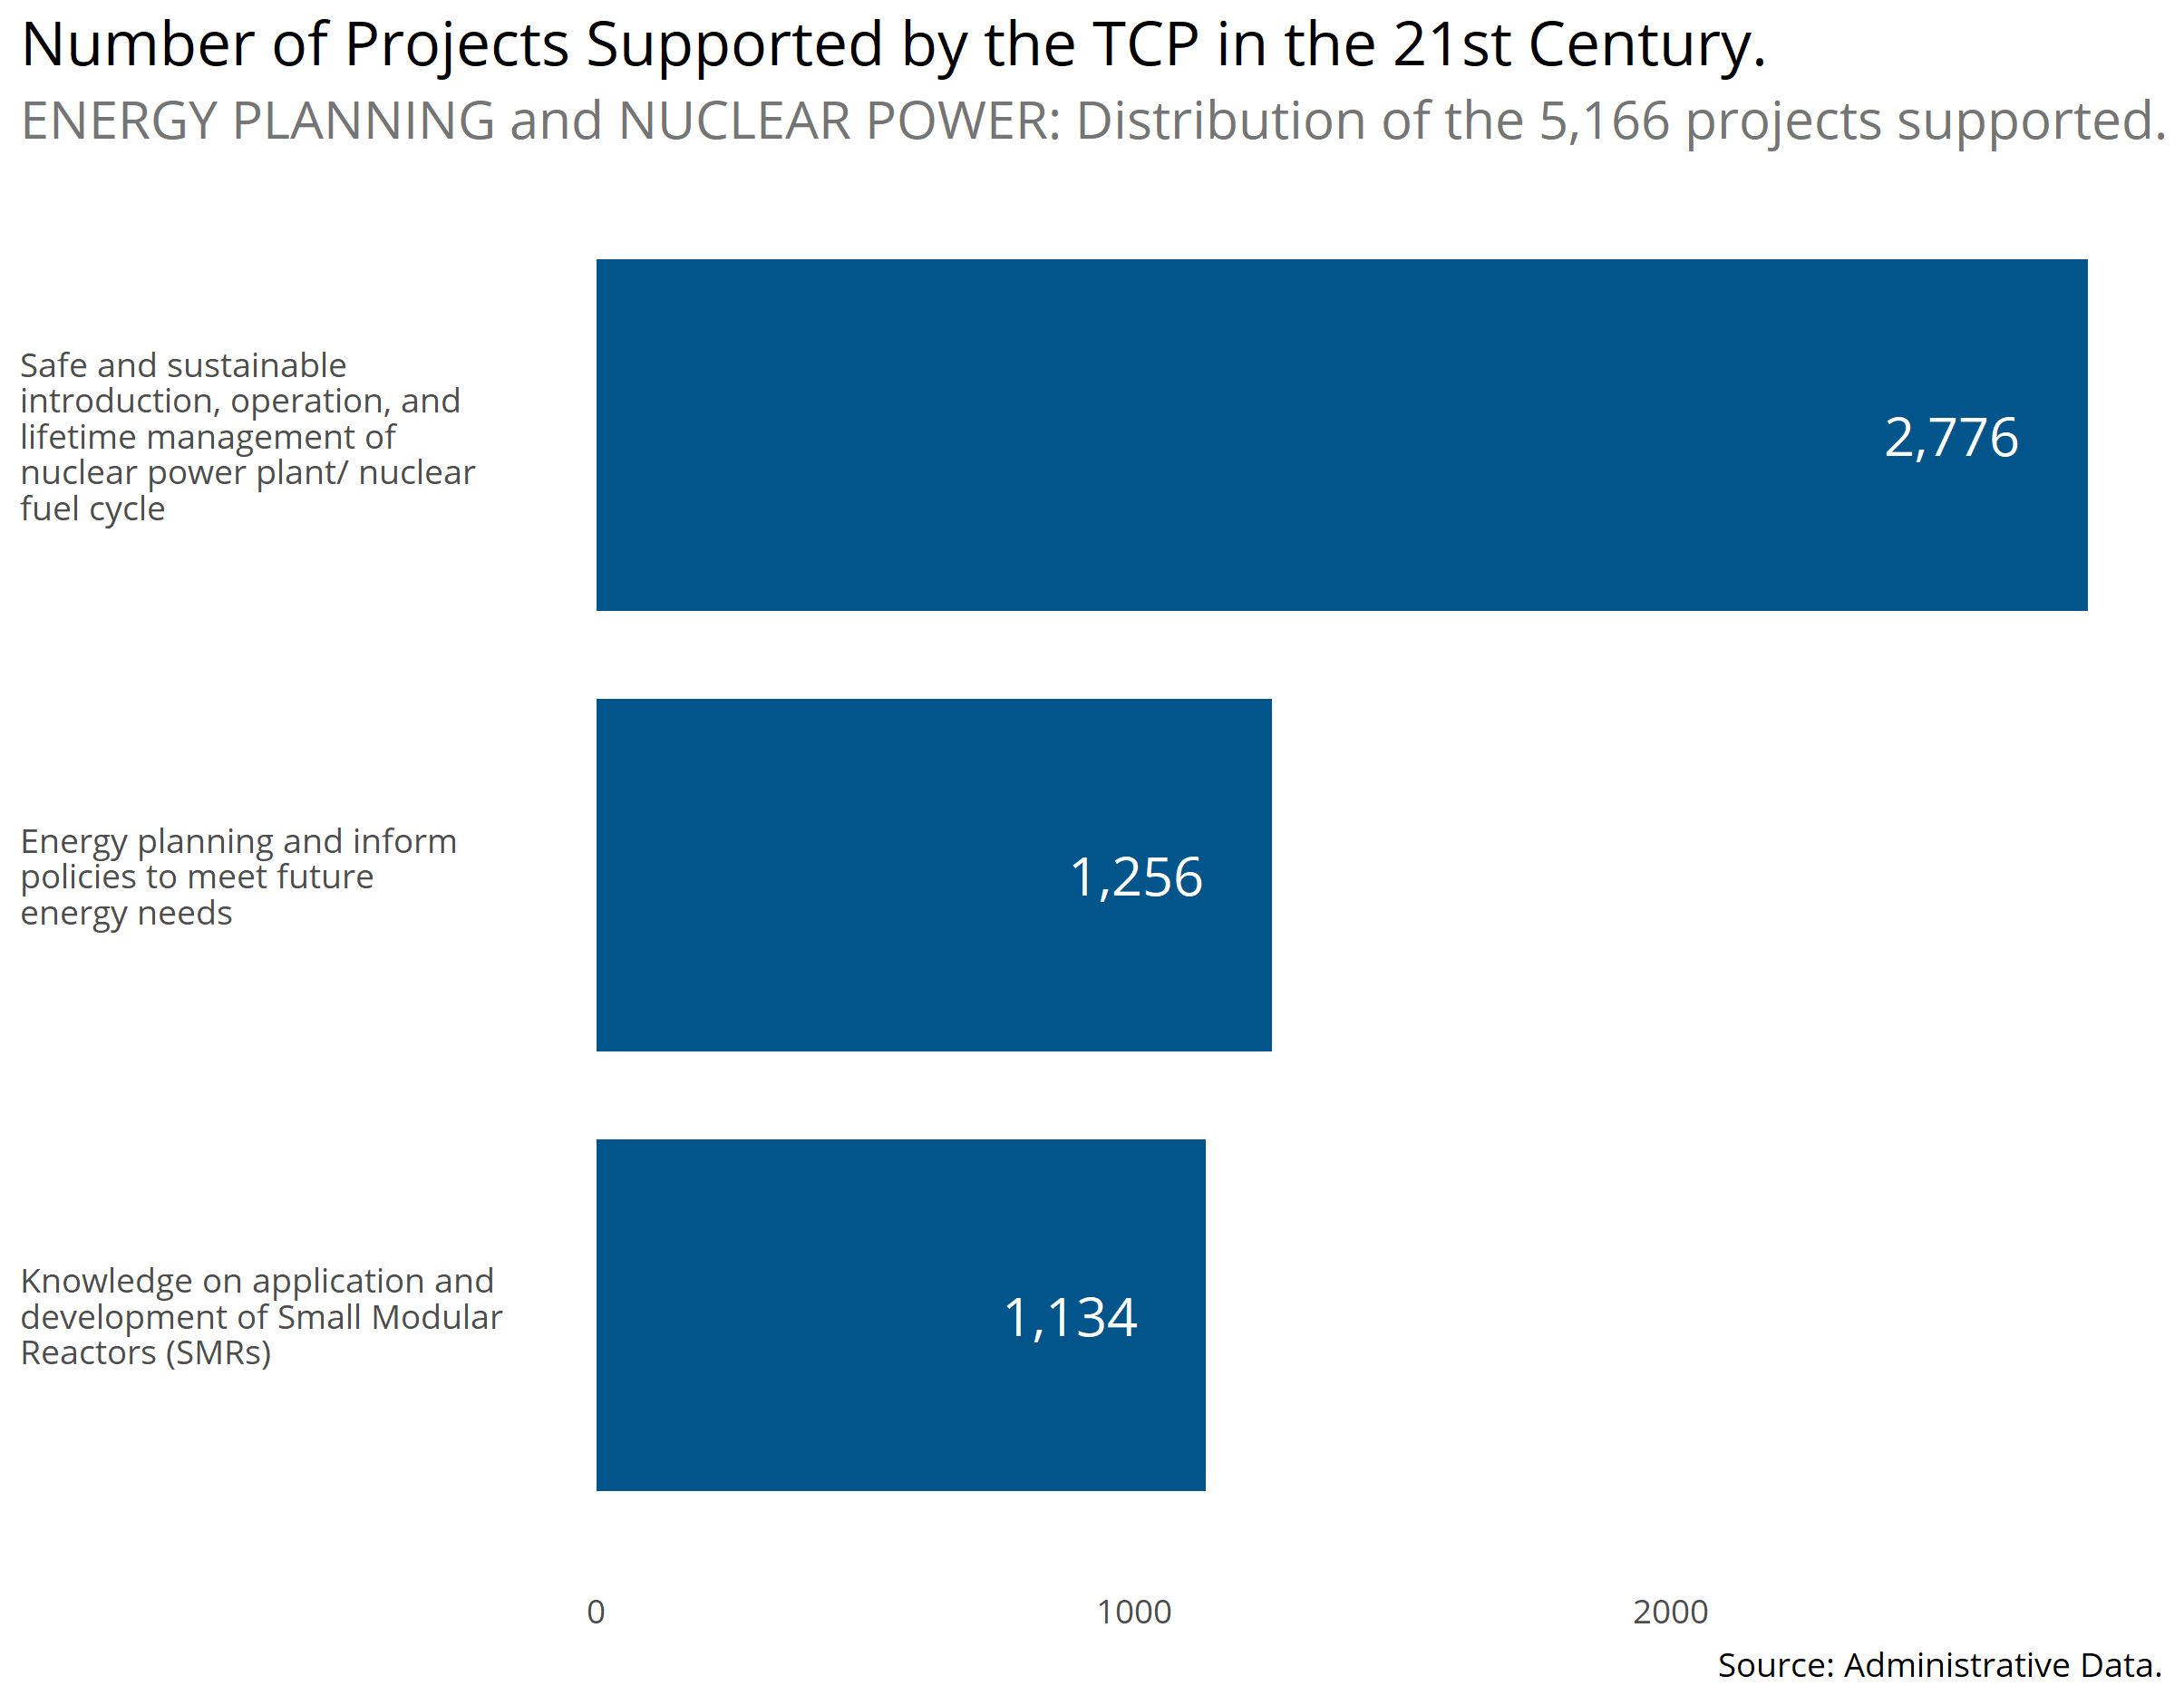 Number of Projects Supported by the TCP in the 21st Century.
ENERGY PLANNING and NUCLEAR POWER: Distribution of the 5,166 projects supported.
Safe and sustainable
introduction, operation, and
lifetime management of
nuclear power plant/ nuclear
fuel cycle
2,776
Energy planning and inform
policies to meet future
energy needs
1,256
Knowledge on application and
development of Small Modular
Reactors (SMRs)
1,134
0 1000 2000
Source: Administrative Data.